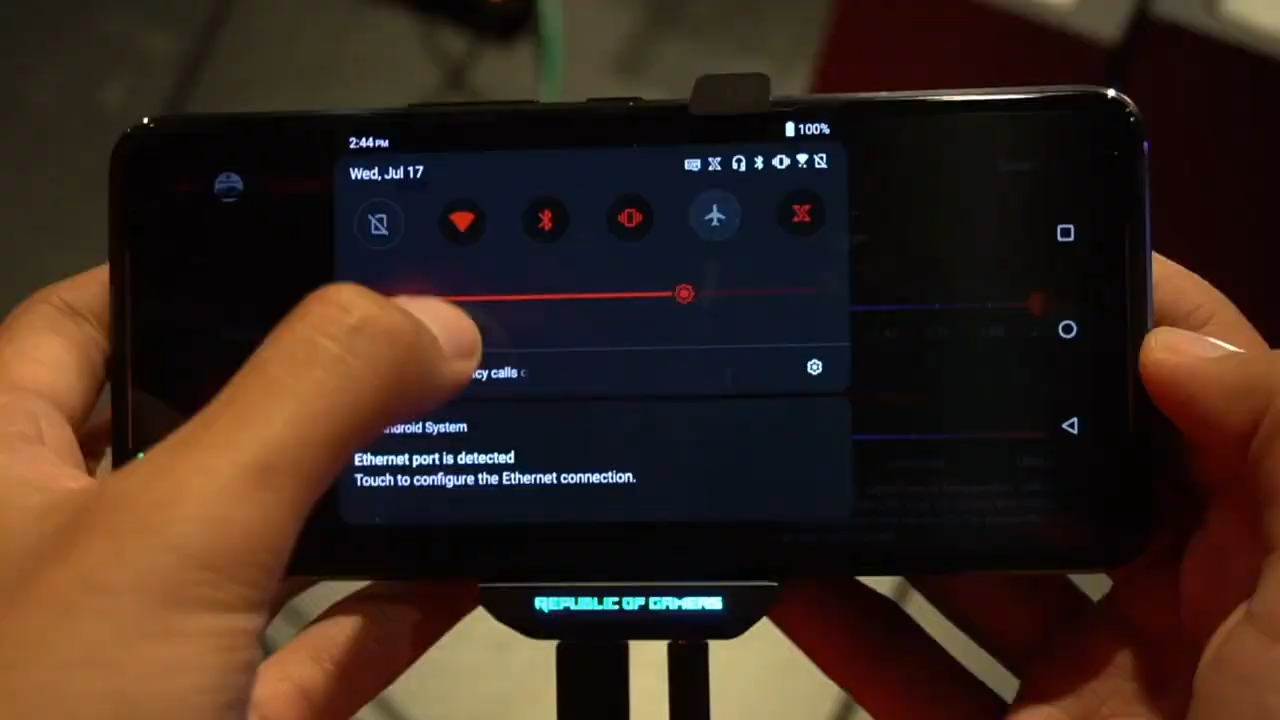 2:44 PM
100%
Wed, Jul 17
cy calls
ndroid System
Ethernet port is detected
Touch to configure the Ethernet connection.
REPUBLIC OF GAMERS